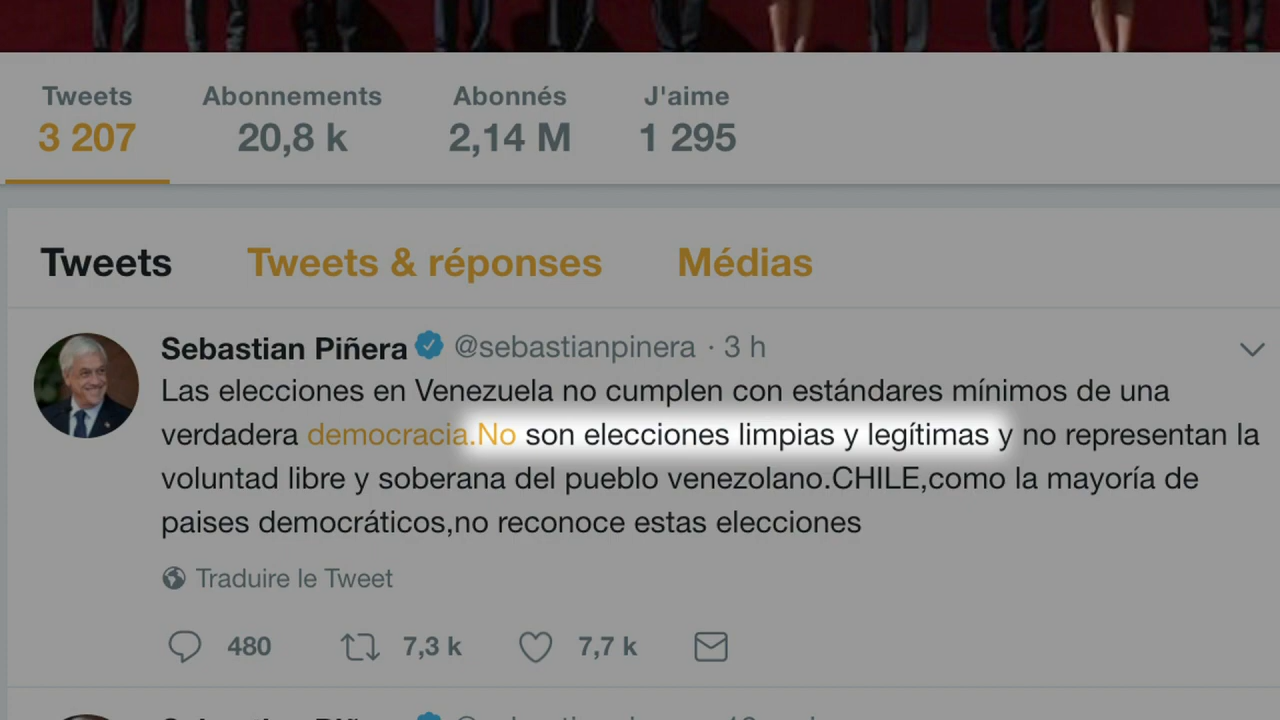 Tweets Abonnements Abonnés J'aime
3 207 20,8 k 2,14 M 1 295
Tweets Tweets & réponses Médias
Sebastian Piñera @sebastianpinera · 3 h
Las elecciones en Venezuela no cumplen con estándares mínimos de una
verdadera democracia.No son elecciones limpias y legítimas y no representan la
voluntad libre y soberana del pueblo venezolano.CHILE,como la mayoría de
paises democráticos,no reconoce estas elecciones
Traduire le Tweet
480 7,3 k 7,7 k